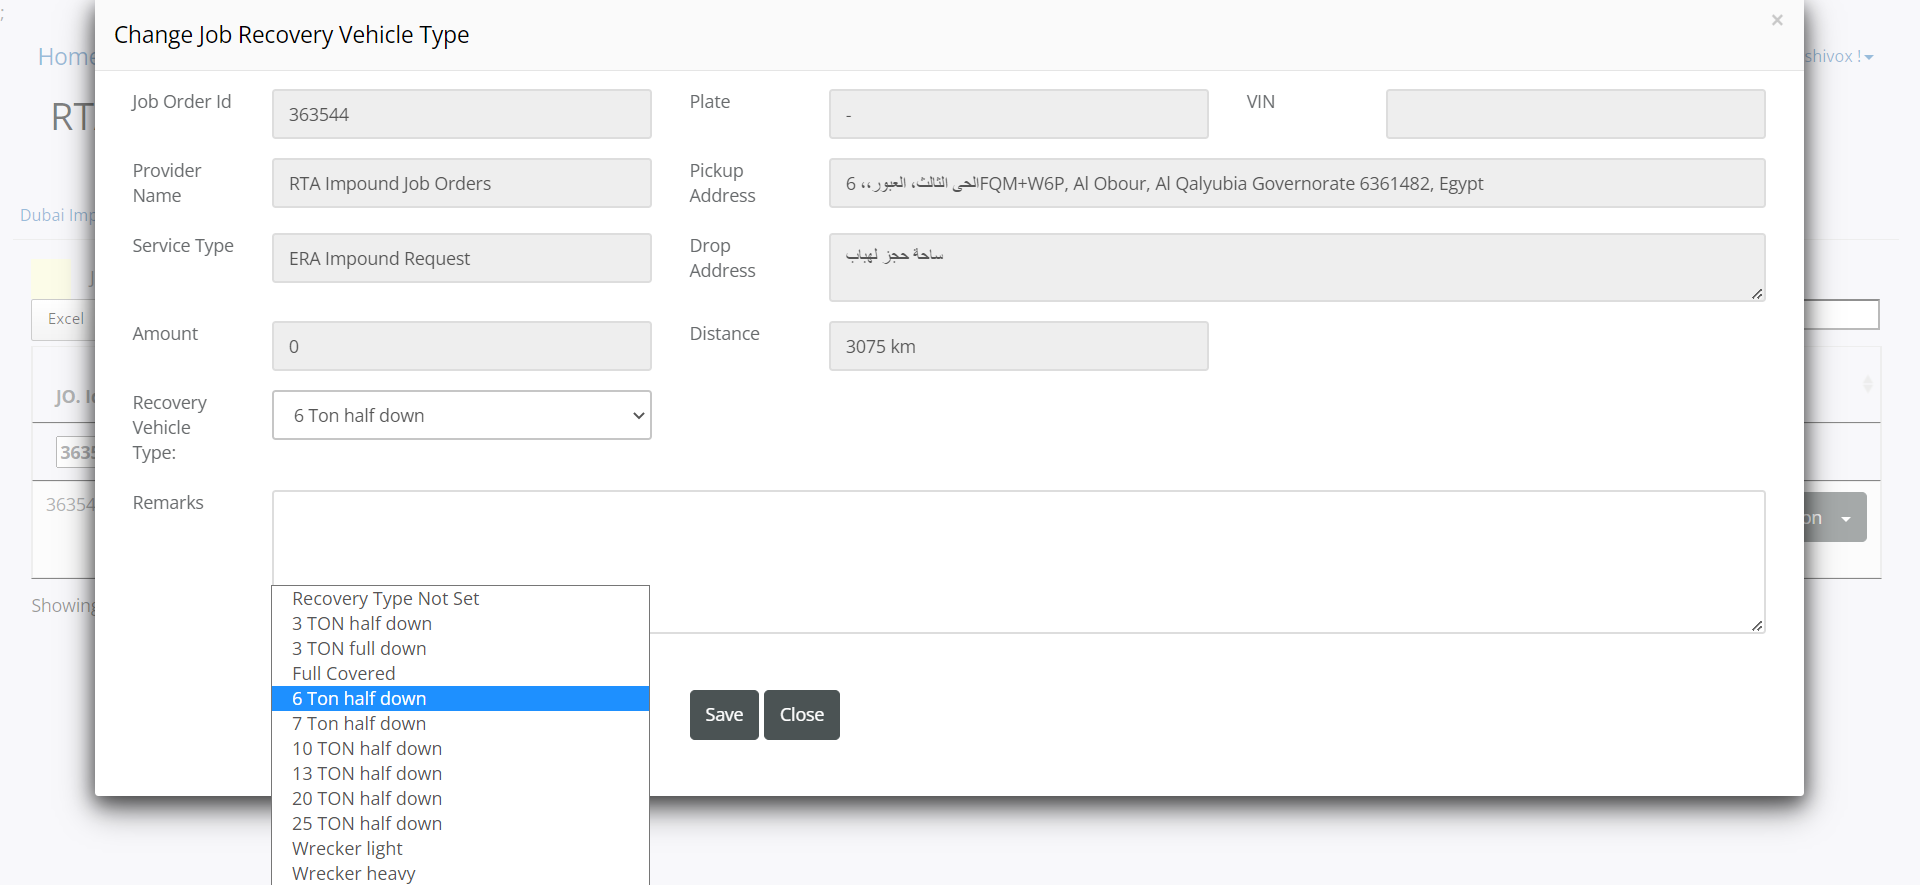 ;
Change Job Recovery Vehicle Type
×
Home
shivox !
RT
Job Order Id
363544
Plate
-
VIN
Provider Name
RTA Impound Job Orders
Pickup Address
6 ،،الحى الثالث، العبورFQM+W6P, Al Obour, Al Qalyubia Governorate 6361482, Egypt
Dubai Imp
Service Type
ERA Impound Request
Drop Address
ساحة حجز لهباب
J
Excel
Amount
0
Distance
3075 km
JO. I
Recovery Vehicle Type:
6 Ton half down
3635
36354
on
Remarks
Showing
Recovery Type Not Set
3 TON half down
3 TON full down
Full Covered
6 Ton half down
7 Ton half down
10 TON half down
13 TON half down
20 TON half down
25 TON half down
Wrecker light
Wrecker heavy
Save
Close